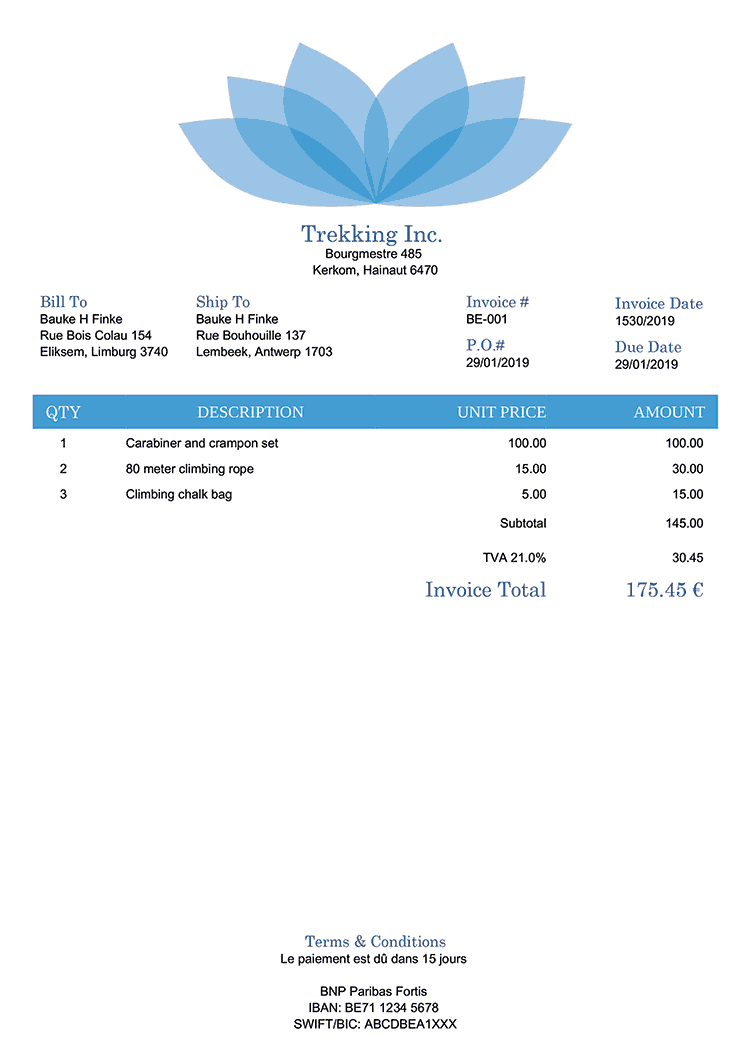 Trekking Inc.
Bourgmestre 485
Kerkom, Hainaut 6470
Bill To
Bauke H Finke
Rue Bois Colau 154
Eliksem, Limburg 3740
Ship To
Bauke H Finke
Rue Bouhouille 137
Lembeek, Antwerp 1703
Invoice #
BE-001
P.O.#
29/01/2019
Invoice Date
1530/2019
Due Date
29/01/2019
QTY DESCRIPTION UNIT PRICE AMOUNT
1 Carabiner and crampon set 100.00 100.00
2 80 meter climbing rope 15.00 30.00
3 Climbing chalk bag 5.00 15.00
Subtotal 145.00
TVA 21.0% 30.45
Invoice Total 175.45 €
Terms & Conditions
Le paiement est dû dans 15 jours
BNP Paribas Fortis
IBAN: BE71 1234 5678
SWIFT/BIC: ABCDBEA1XXX